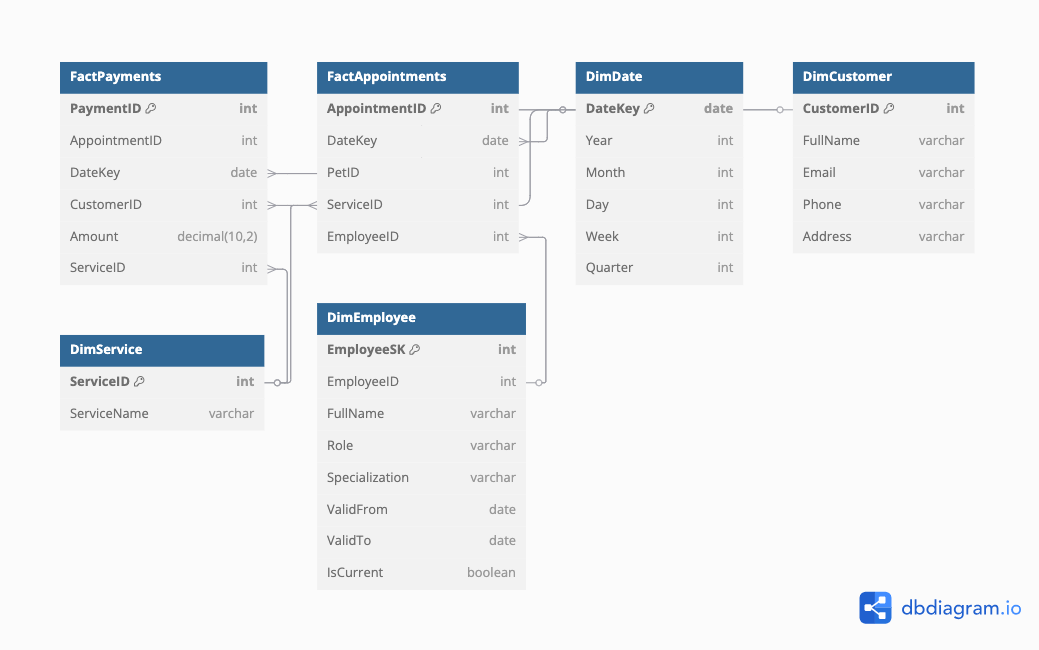 FactPayments
PaymentID int
AppointmentID int
DateKey date
CustomerID int
Amount decimal(10,2)
ServiceID int
FactAppointments
AppointmentID int
DateKey date
PetID int
ServiceID int
EmployeeID int
DimDate
DateKey date
Year int
Month int
Day int
Week int
Quarter int
DimCustomer
CustomerID int
FullName varchar
Email varchar
Phone varchar
Address varchar
DimService
ServiceID int
ServiceName varchar
DimEmployee
EmployeeSK int
EmployeeID int
FullName varchar
Role varchar
Specialization varchar
ValidFrom date
ValidTo date
IsCurrent boolean
dbdiagram.io